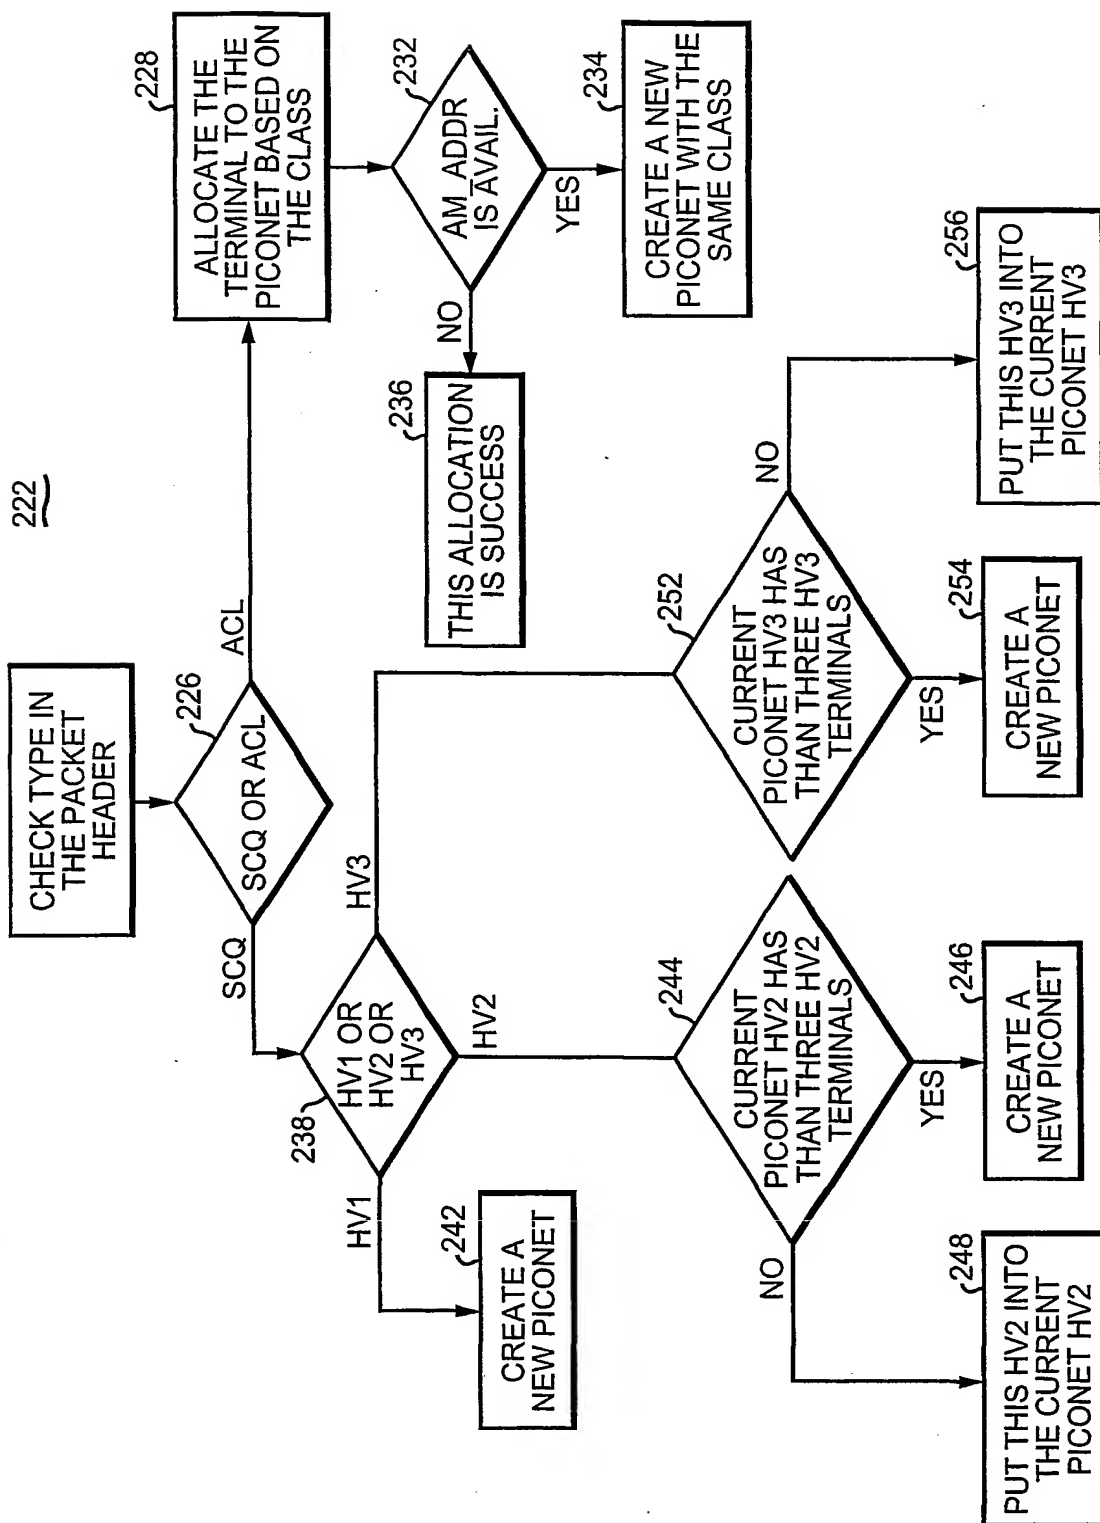 222
CHECK TYPE IN
THE PACKET
HEADER
226
SCQ OR ACL
SCQ
ACL
228
ALLOCATE THE
TERMINAL TO THE
PICONET BASED ON
THE CLASS
232
AM_ADDR
IS AVAIL.
NO
YES
236
THIS ALLOCATION
IS SUCCESS
234
CREATE A NEW
PICONET WITH THE
SAME CLASS
238
HV1 OR
HV2 OR
HV3
HV1
HV2
HV3
242
CREATE A
NEW PICONET
244
CURRENT
PICONET HV2 HAS
THAN THREE HV2
TERMINALS
NO
YES
248
PUT THIS HV2 INTO
THE CURRENT
PICONET HV2
246
CREATE A
NEW PICONET
252
CURRENT
PICONET HV3 HAS
THAN THREE HV3
TERMINALS
NO
YES
254
CREATE A
NEW PICONET
256
PUT THIS HV3 INTO
THE CURRENT
PICONET HV3